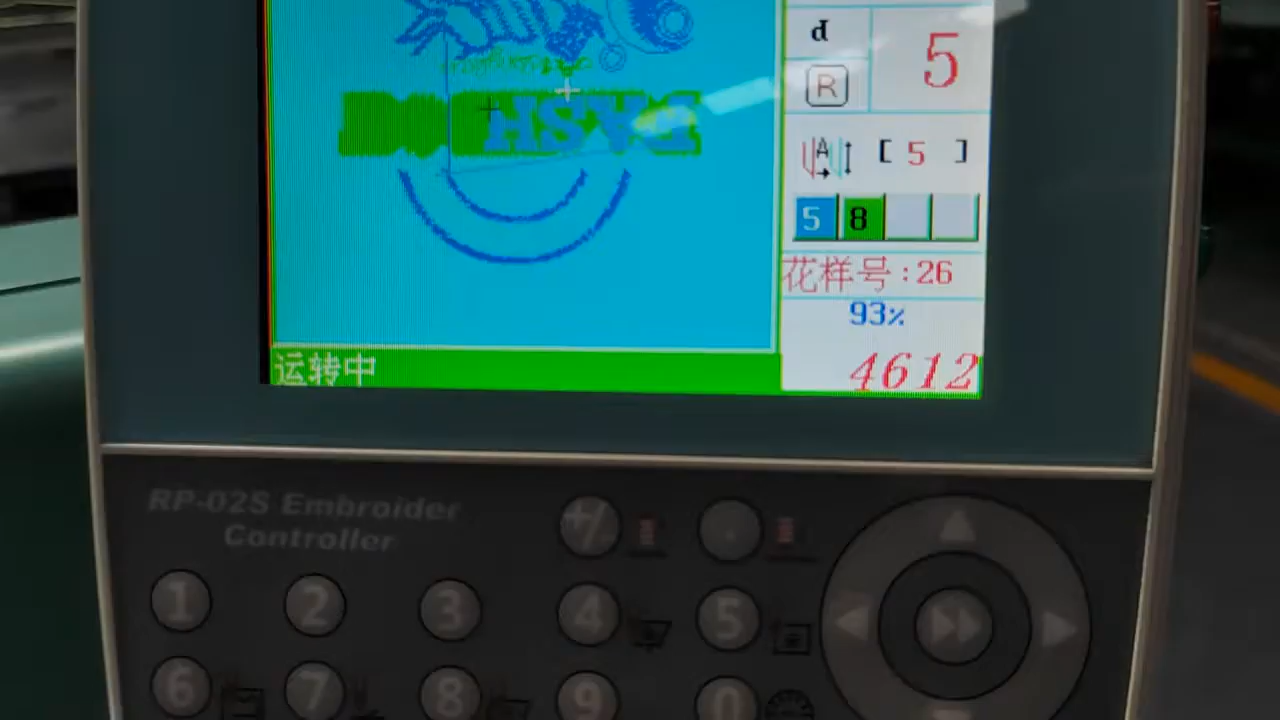 d
5
R
A
[ 5 ]
5 8
花样号:26
93%
运转中
4612
RP-02S Embroider
Controller
+/- .
1 2 3 4 5
6 7 8 9 0